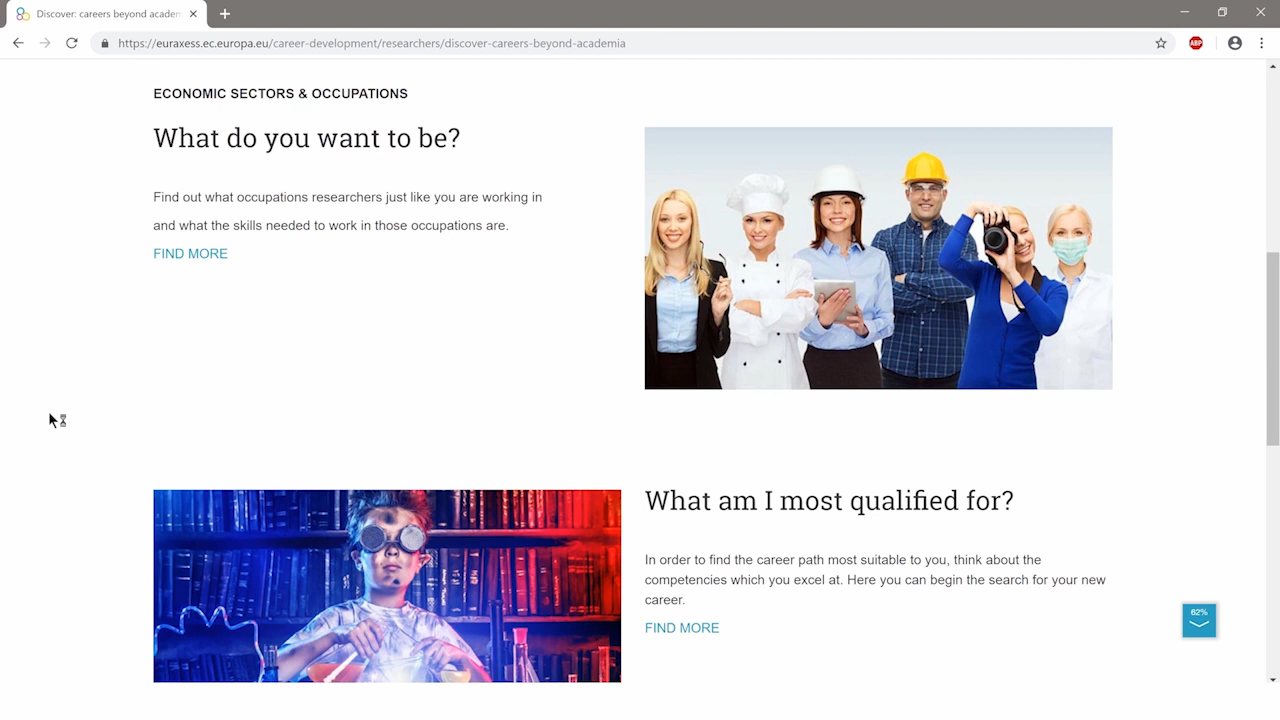 Discover: careers beyond academ
https://euraxess.ec.europa.eu/career-development/researchers/discover-careers-beyond-academia
ABP
ECONOMIC SECTORS & OCCUPATIONS
What do you want to be?
Find out what occupations researchers just like you are working in
and what the skills needed to work in those occupations are.
FIND MORE
What am I most qualified for?
In order to find the career path most suitable to you, think about the
competencies which you excel at. Here you can begin the search for your new
career.
FIND MORE
62%